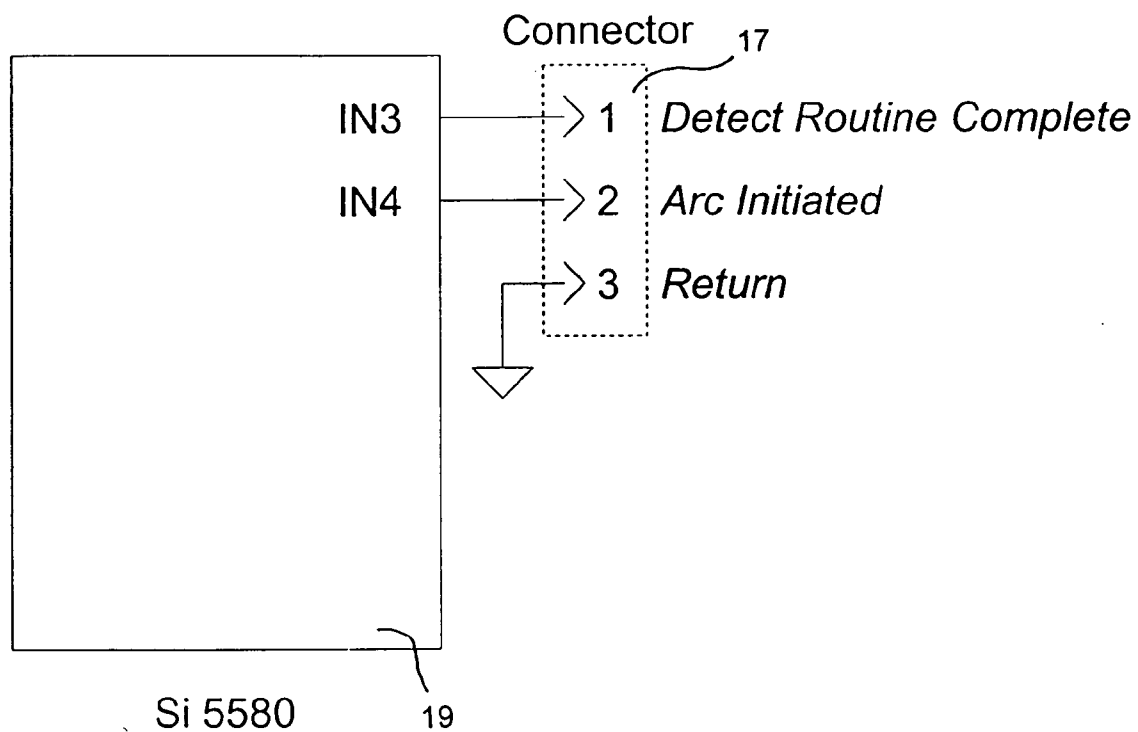 Connector 17
IN3 1 Detect Routine Complete
IN4 2 Arc Initiated
3 Return
Si 5580 19